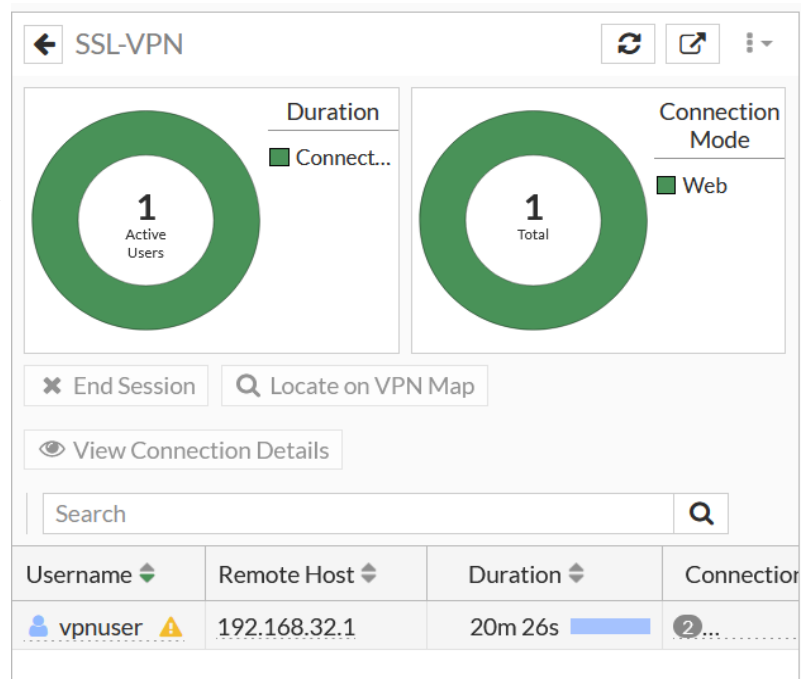 SSL-VPN
Duration
Connect...
1
Active
Users
Connection
Mode
Web
1
Total
End Session
Locate on VPN Map
View Connection Details
Search
Username Remote Host Duration Connection
vpnuser 192.168.32.1 20m 26s 2...